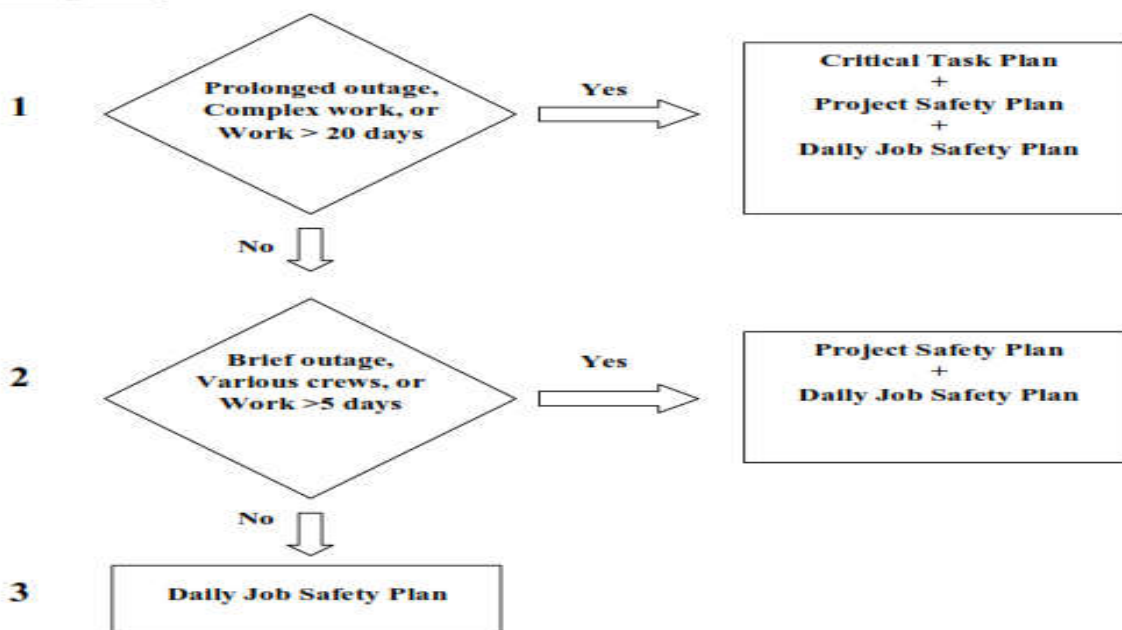 1
Prolonged outage,
Complex work, or
Work > 20 days
Yes
Critical Task Plan
+
Project Safety Plan
+
Daily Job Safety Plan
No
2
Brief outage,
Various crews, or
Work >5 days
Yes
Project Safety Plan
+
Daily Job Safety Plan
No
3
Daily Job Safety Plan